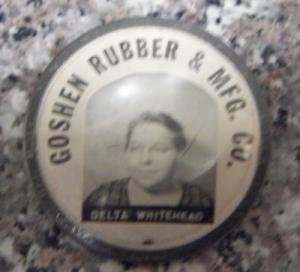 GOSHEN RUBBER & MFG. CO.
DELTA WHITEHEAD